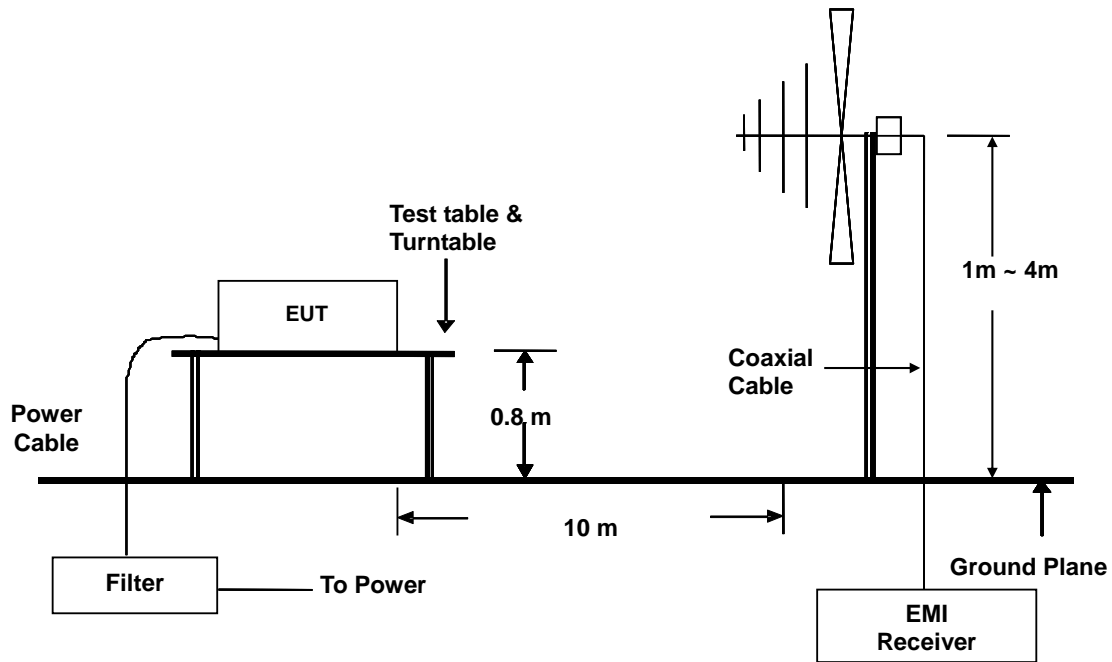 Test table &
Turntable
EUT
1m ~ 4m
Coaxial
Cable
0.8 m
Power
Cable
10 m
Filter
To Power
Ground Plane
EMI
Receiver